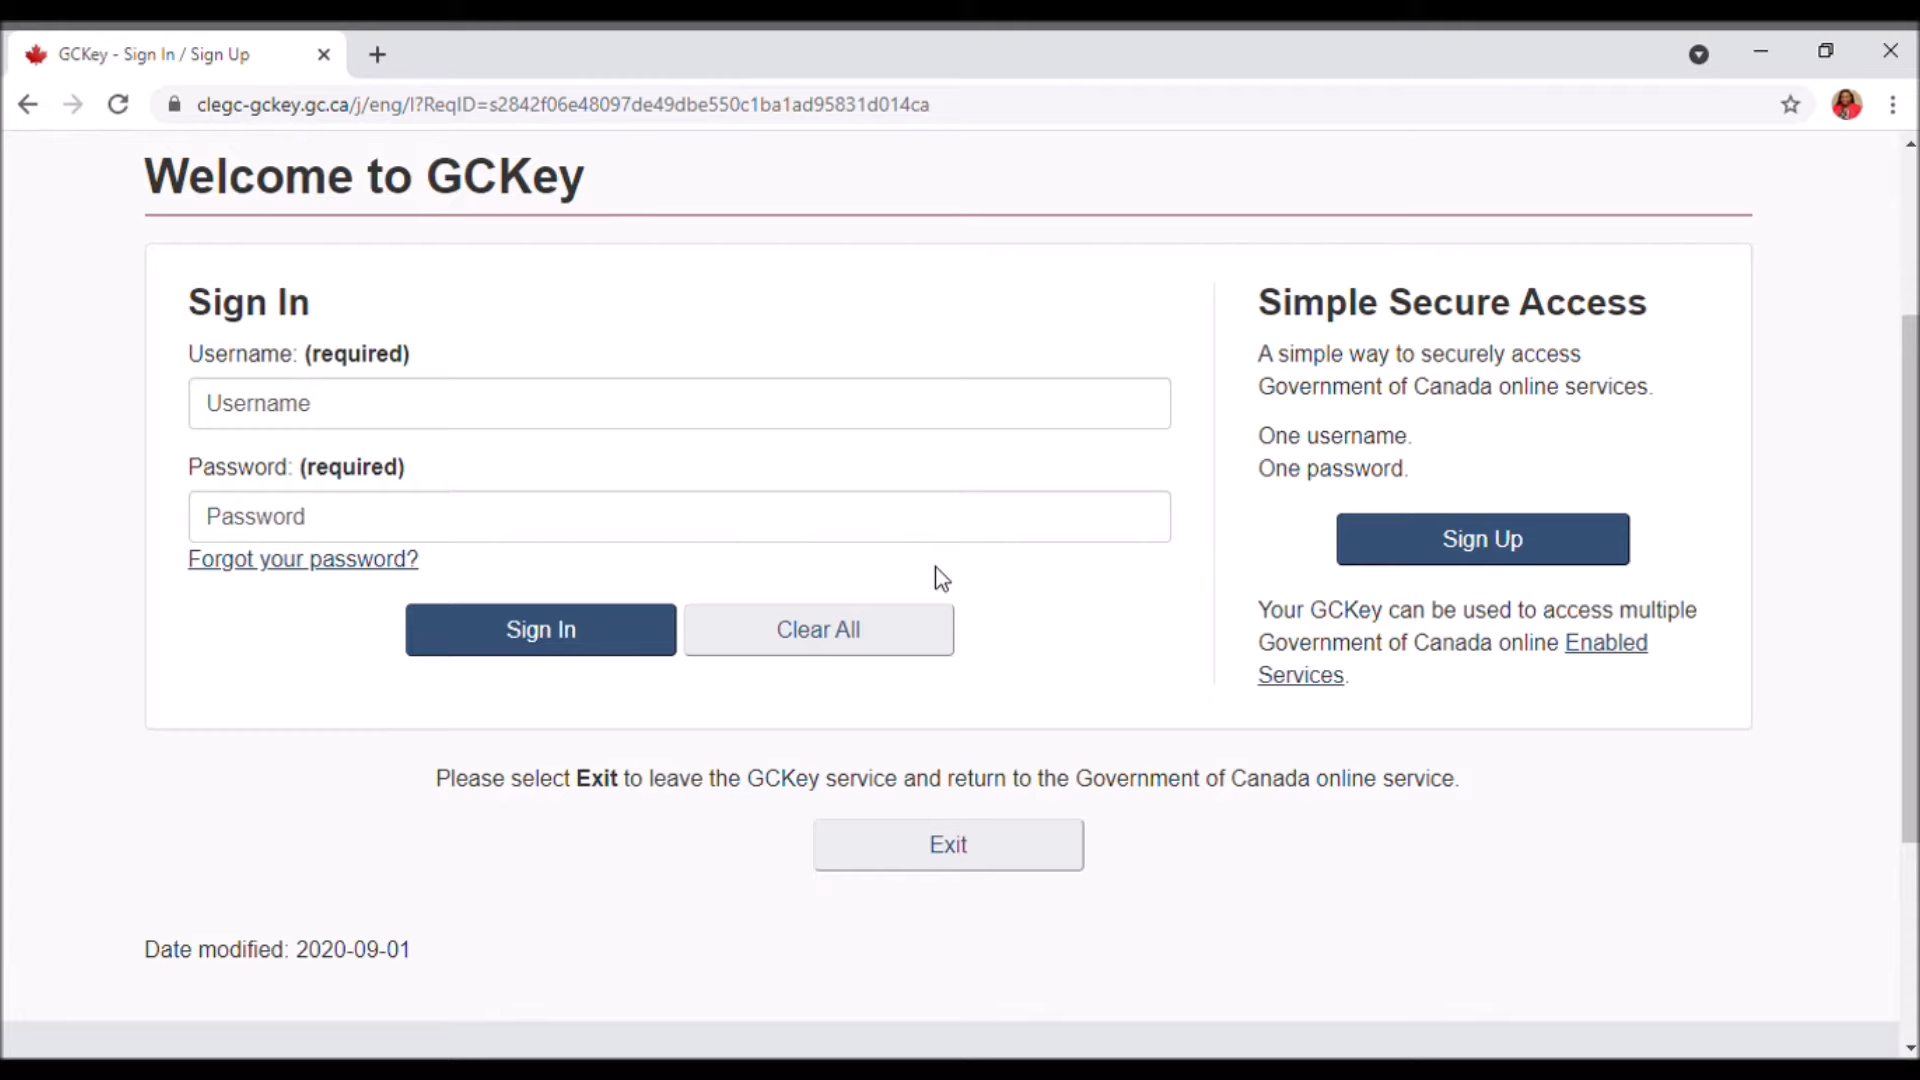 GCKey - Sign In / Sign Up
clegc-gckey.gc.ca/j/eng/l?ReqID=s2842f06e48097de49dbe550c1ba1ad95831d014ca
Welcome to GCKey
Sign In
Username: (required)
Username
Password: (required)
Password
Forgot your password?
Sign In
Clear All
Simple Secure Access
A simple way to securely access
Government of Canada online services.
One username.
One password.
Sign Up
Your GCKey can be used to access multiple
Government of Canada online Enabled
Services.
Please select Exit to leave the GCKey service and return to the Government of Canada online service.
Exit
Date modified: 2020-09-01